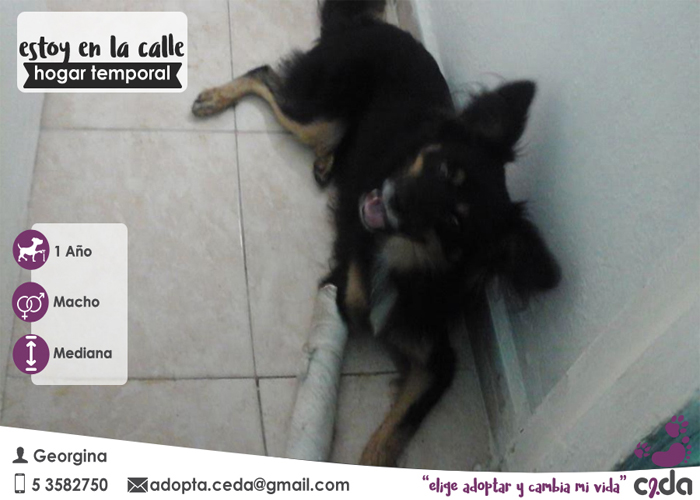 estoy en la calle
hogar temporal
1 Año
Macho
Mediana
Georgina
5 3582750
adopta.ceda@gmail.com
“elige adoptar y cambia mi vida”
ceda